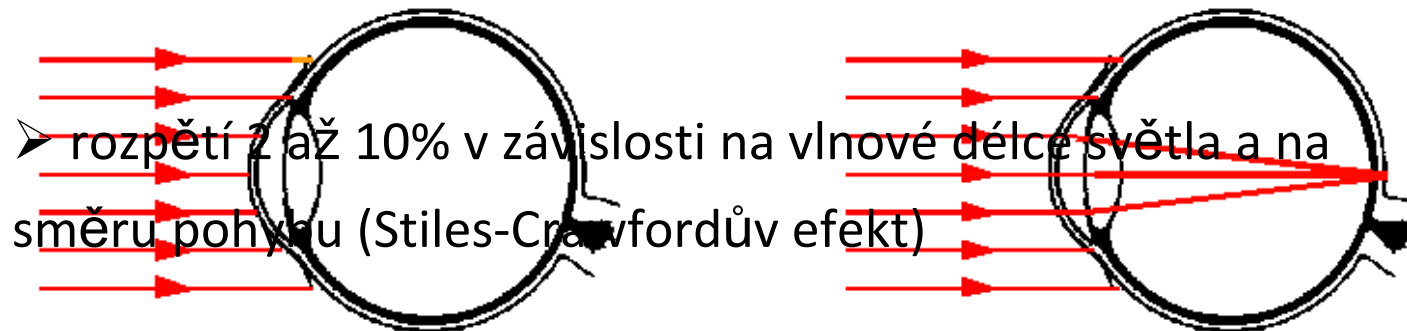 ➢ rozpětí 2 až 10% v závislosti na vlnové délce světla a na
směru pohybu (Stiles-Crawfordův efekt)